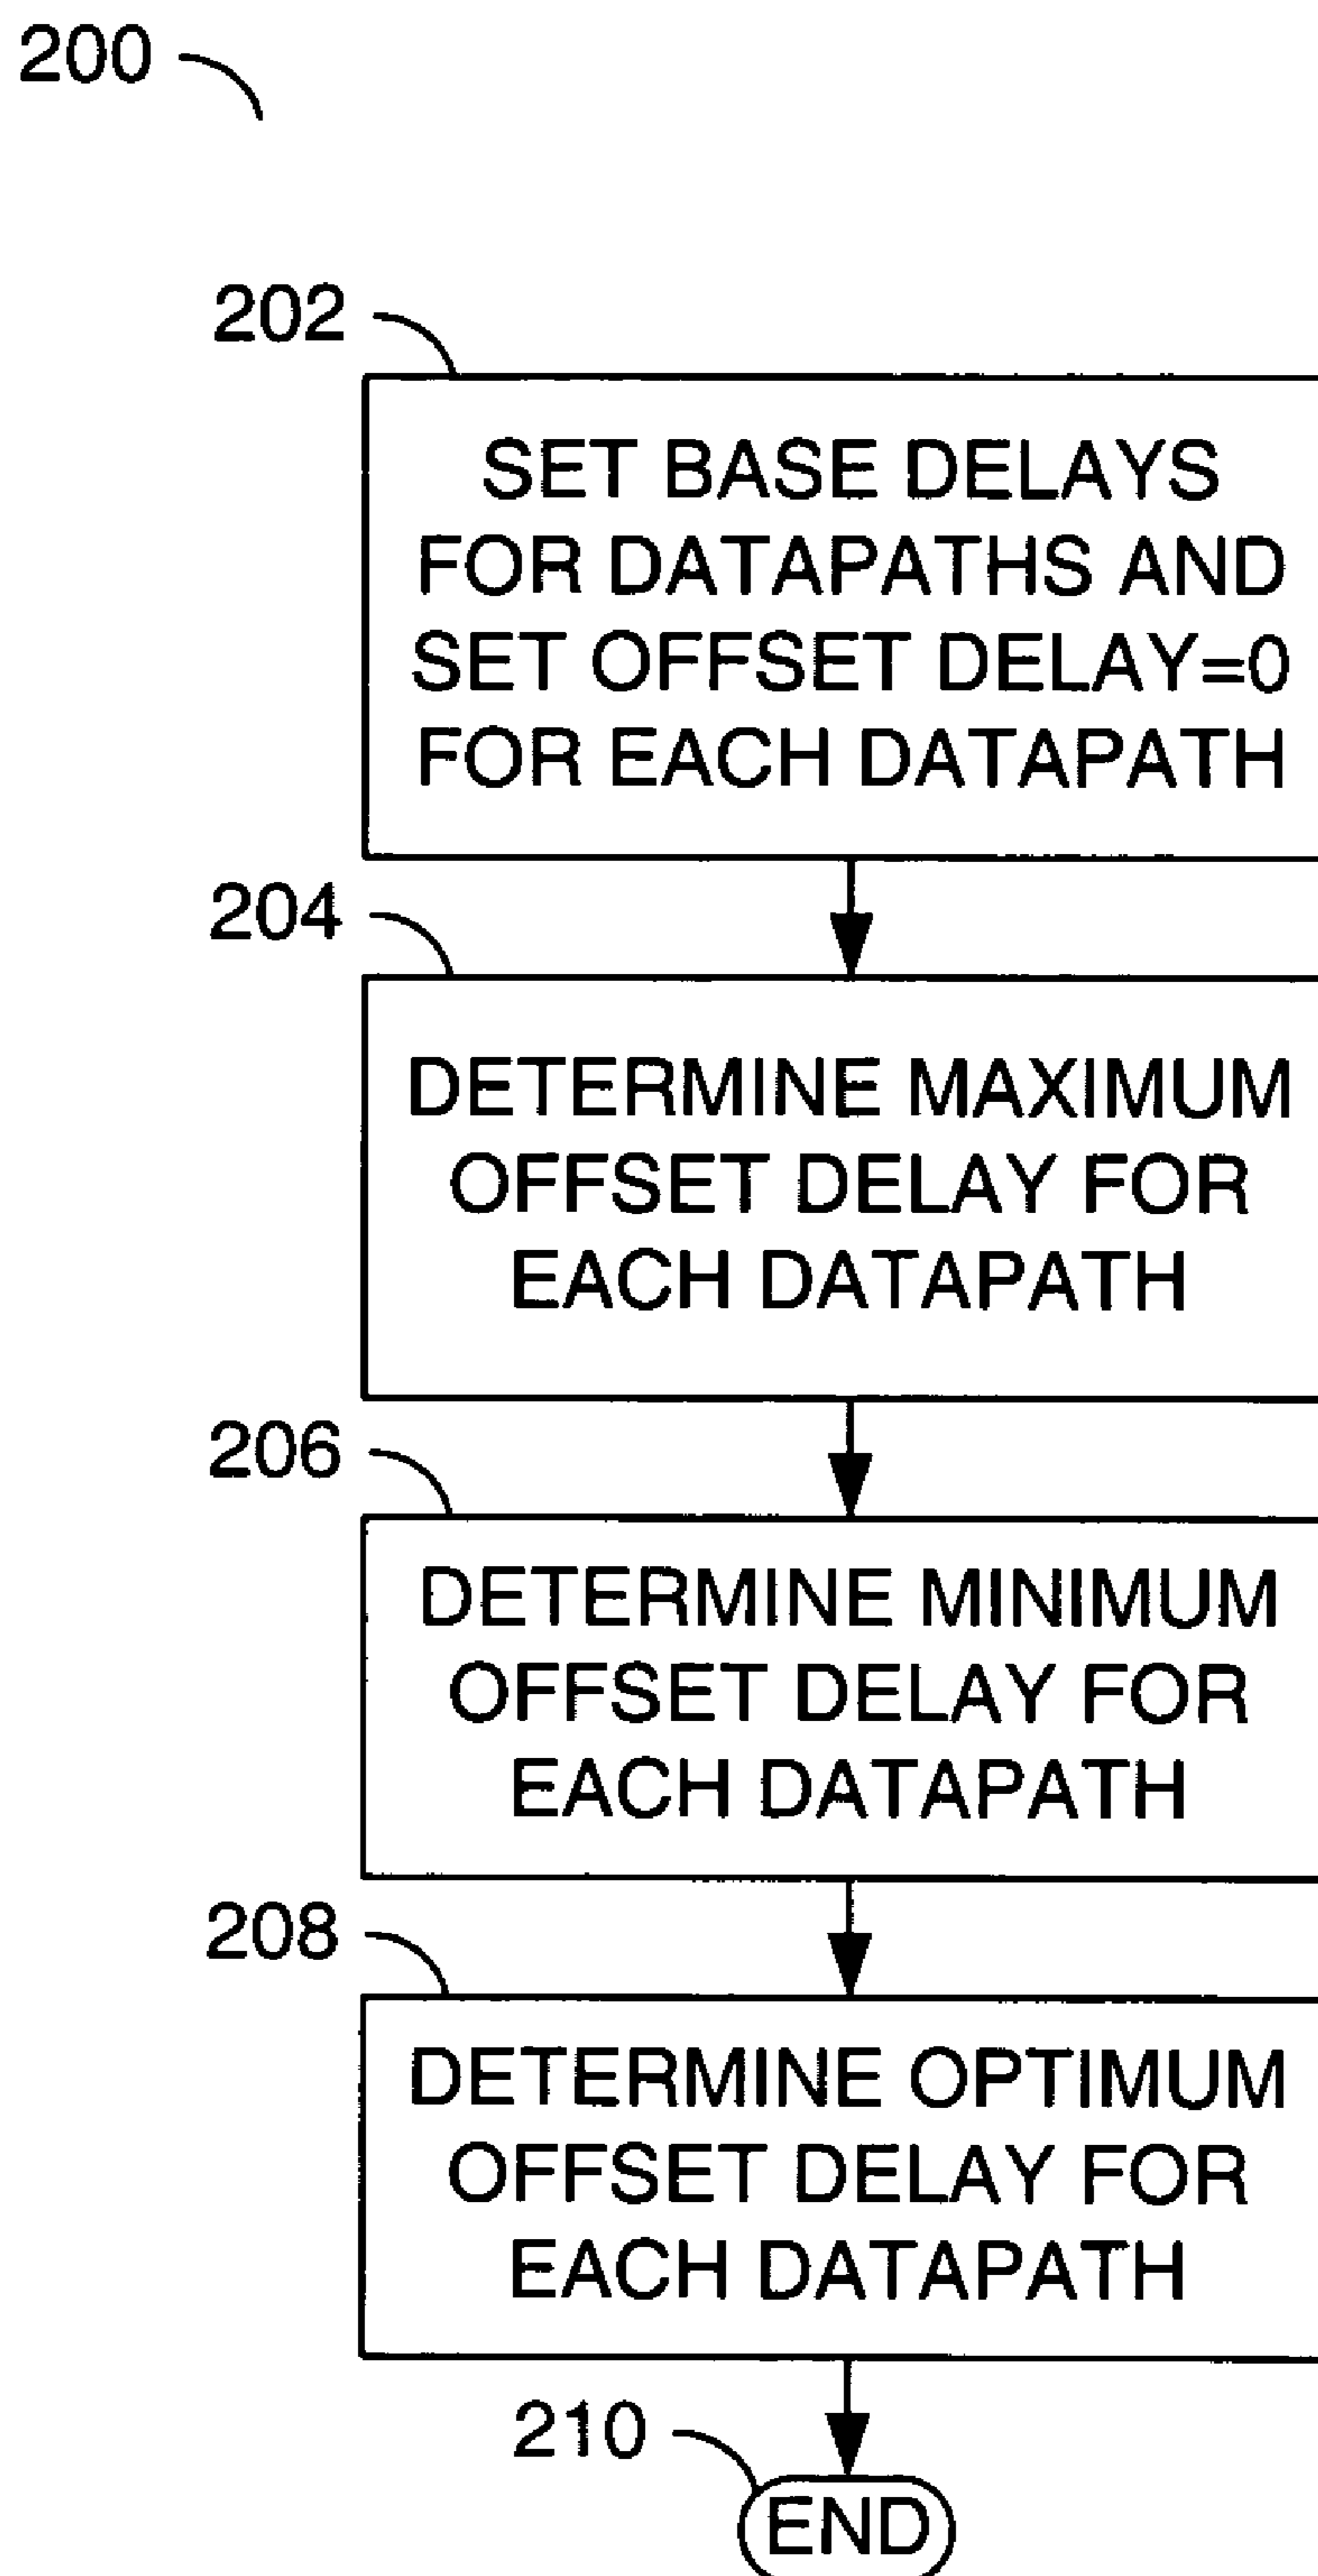 200
202
SET BASE DELAYS
FOR DATAPATHS AND
SET OFFSET DELAY=0
FOR EACH DATAPATH
204
DETERMINE MAXIMUM
OFFSET DELAY FOR
EACH DATAPATH
206
DETERMINE MINIMUM
OFFSET DELAY FOR
EACH DATAPATH
208
DETERMINE OPTIMUM
OFFSET DELAY FOR
EACH DATAPATH
210
END